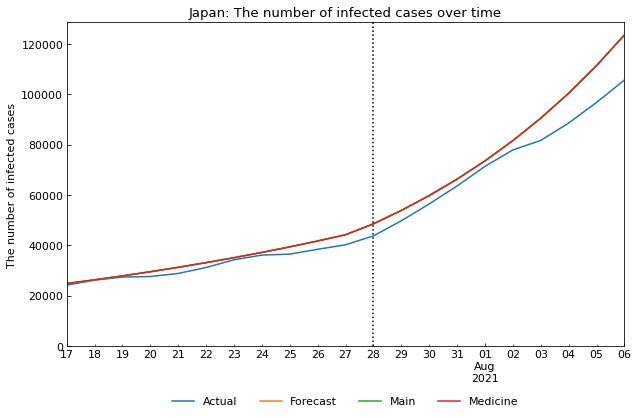 Japan: The number of infected cases over time
The number of infected cases
120000
100000
80000
60000
40000
20000
0
17 18 19 20 21 22 23 24 25 26 27 28 29 30 31 01 02 03 04 05 06
Aug
2021
Actual Forecast Main Medicine